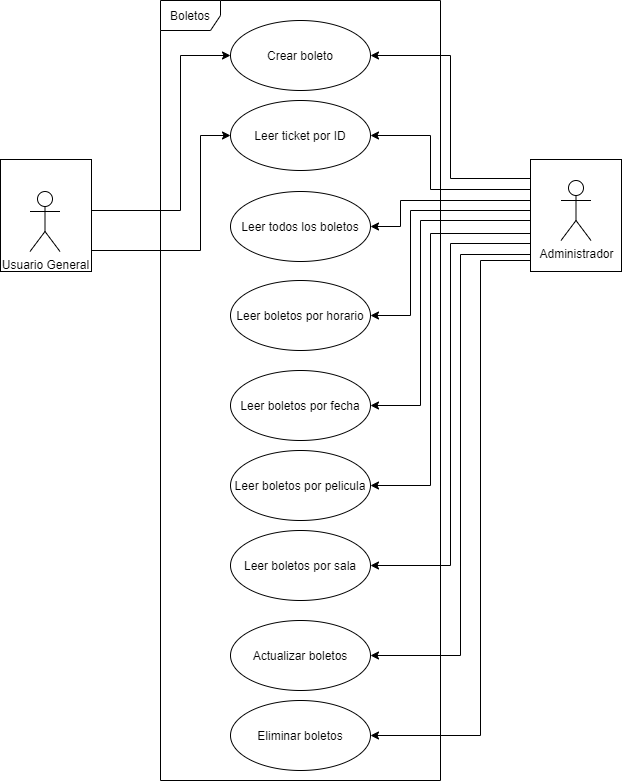 Boletos
Crear boleto
Leer ticket por ID
Usuario General
Leer todos los boletos
Administrador
Leer boletos por horario
Leer boletos por fecha
Leer boletos por pelicula
Leer boletos por sala
Actualizar boletos
Eliminar boletos